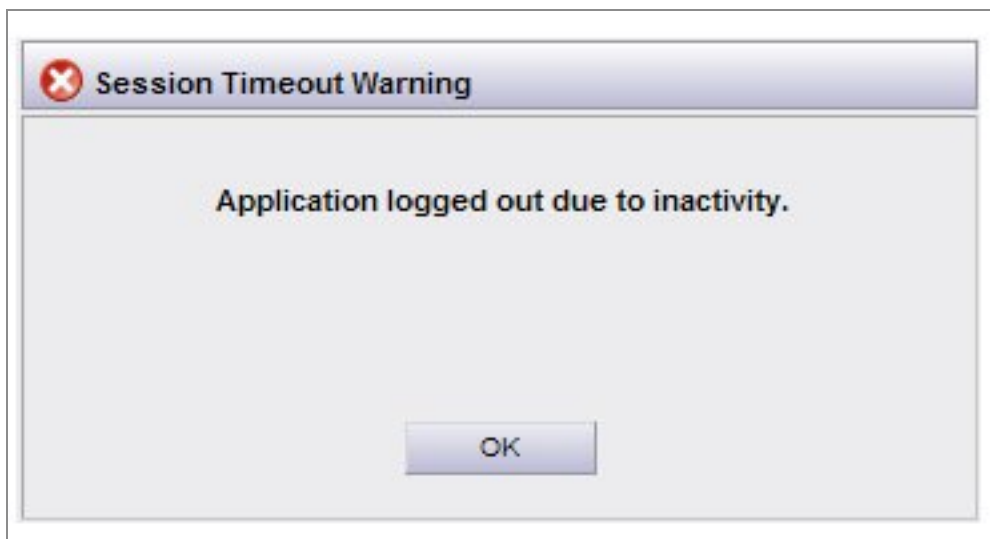 Session Timeout Warning
Application logged out due to inactivity.
OK